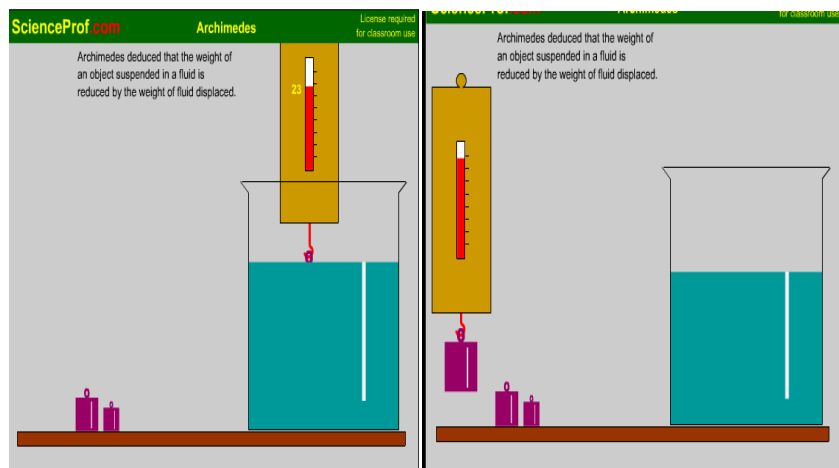 ScienceProf.com
Archimedes
License required
for classroom use
Archimedes deduced that the weight of
an object suspended in a fluid is
reduced by the weight of fluid displaced.
23
ScienceProf.com
Archimedes
for classroom use
Archimedes deduced that the weight of
an object suspended in a fluid is
reduced by the weight of fluid displaced.